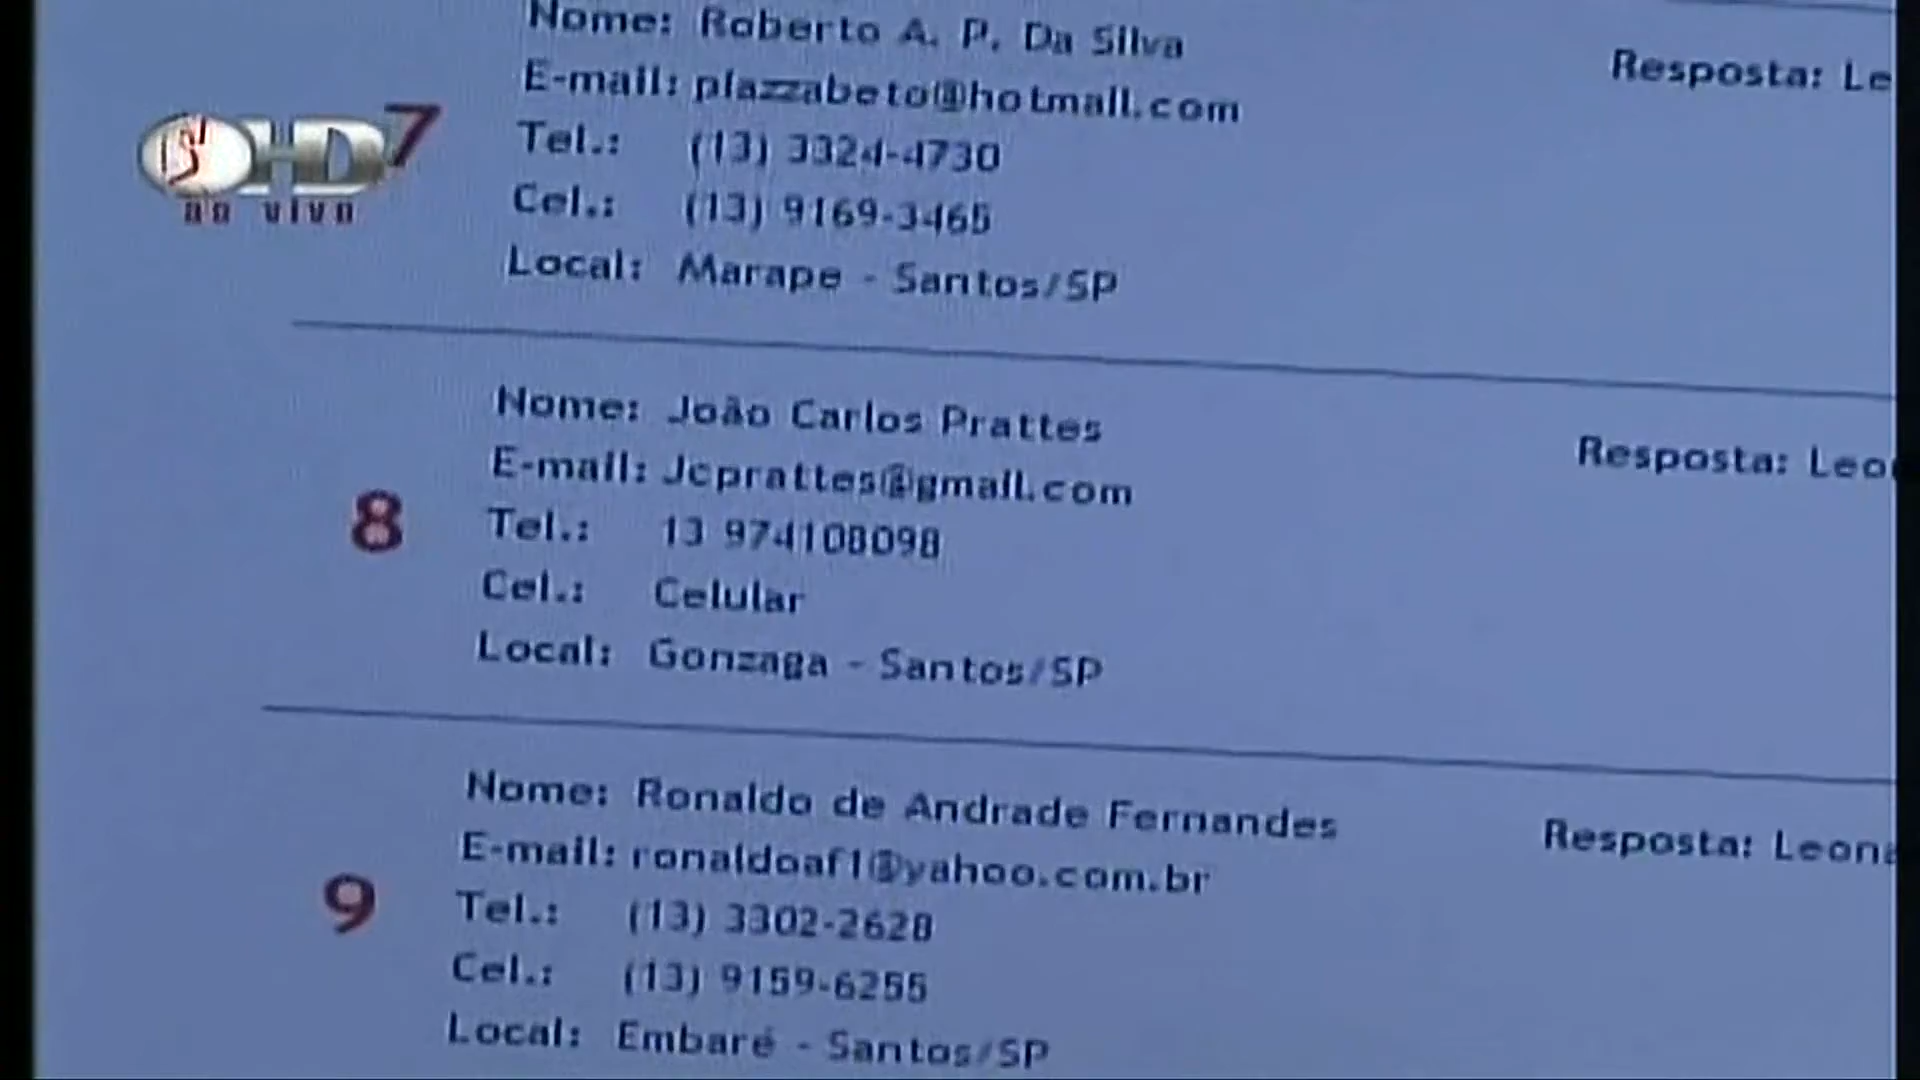 Nome: Roberto A. P. Da Silva
Resposta: Le
E-mail: piazzabeto@hotmail.com
HD 7
ao vivo
Tel.: (13) 3324-4730
Cel.: (13) 9169-3465
Local: Marape - Santos/SP
Nome: João Carlos Prattes
Resposta: Leo
E-mail: Jcprattes@gmail.com
8
Tel.: 13 974108098
Cel.: Celular
Local: Gonzaga - Santos/SP
Nome: Ronaldo de Andrade Fernandes
Resposta: Leona
E-mail: ronaldoaf1@yahoo.com.br
9
Tel.: (13) 3302-2628
Cel.: (13) 9159-6255
Local: Embaré - Santos/SP